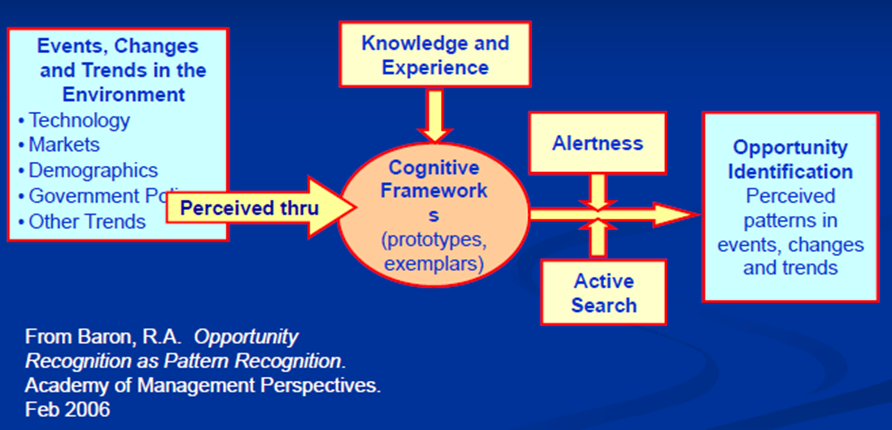 Events, Changes
and Trends in the
Environment
• Technology
• Markets
• Demographics
• Government
• Other Trends
Perceived thru
Knowledge and
Experience
Cognitive
Framework
s
(prototypes,
exemplars)
Alertness
Active
Search
Opportunity
Identification
Perceived
patterns in
events, changes
and trends
From Baron, R.A. Opportunity
Recognition as Pattern Recognition.
Academy of Management Perspectives.
Feb 2006